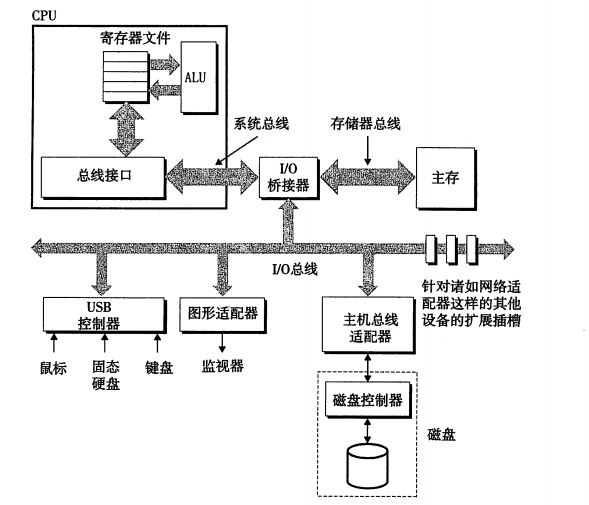 CPU
寄存器文件
ALU
系统总线
存储器总线
总线接口
I/O
桥接器
主存
I/O总线
USB
控制器
图形适配器
主机总线
适配器
针对诸如网络适
配器这样的其他
设备的扩展插槽
鼠标
固态
硬盘
键盘
监视器
磁盘控制器
磁盘